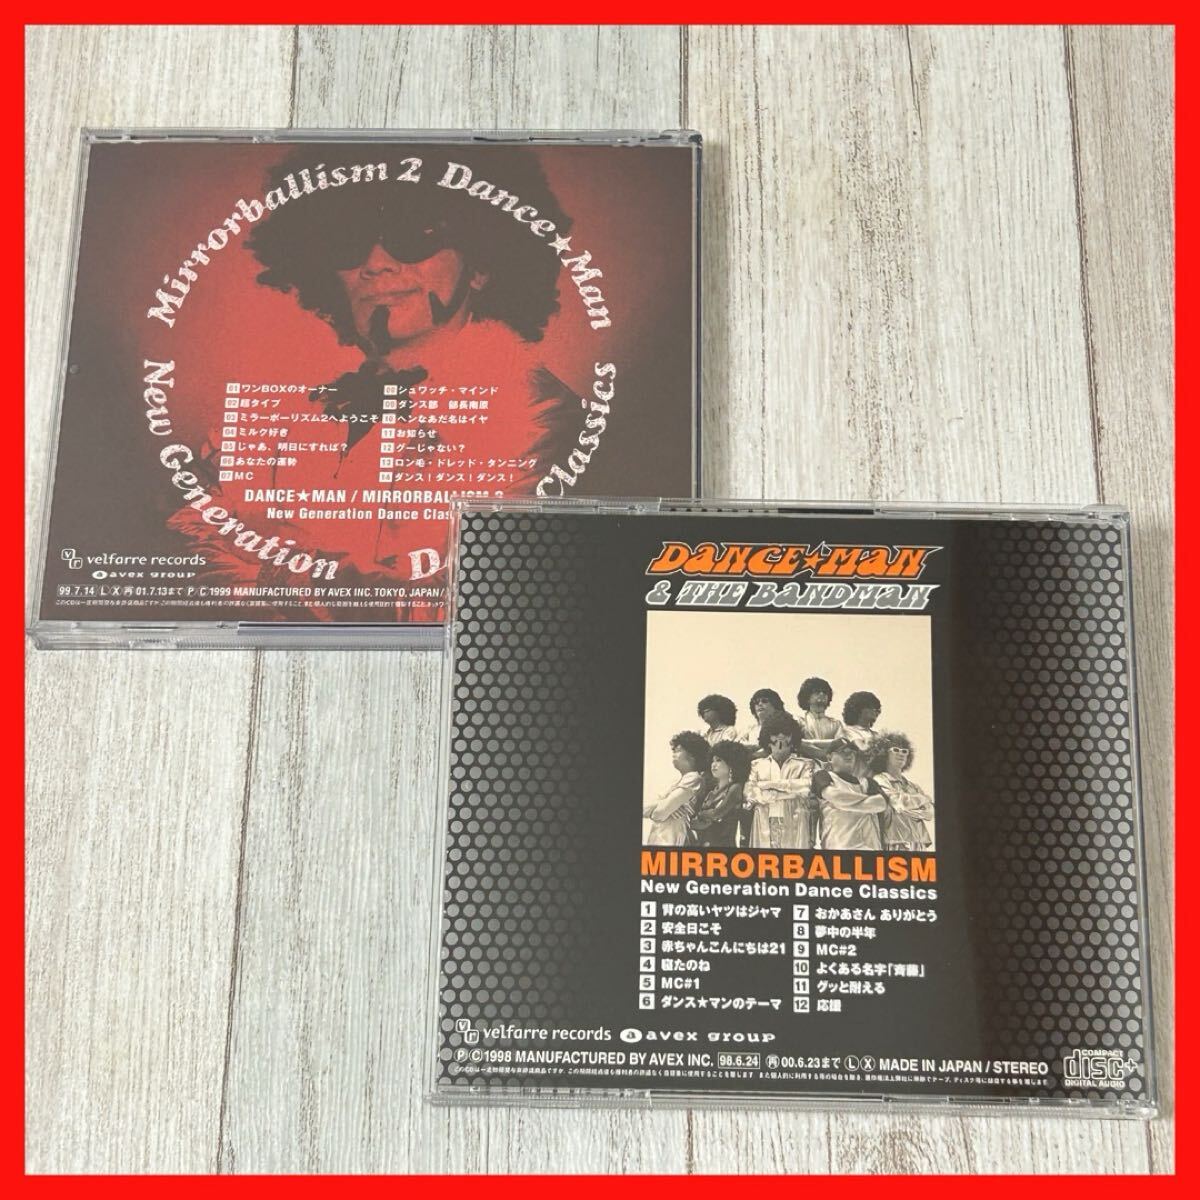 Mirrorballism 2 Dance★Man
New Generation
Classics
01 ワンBOXのオーナー
02 超タイプ
03 ミラーボーリズム2へようこそ
04 ミルク好き
05 じゃあ、明日にすれば?
06 あなたの運勢
07 MC
08 シュワッチ・マインド
09 ダンス部 部長南原
10 ヘンなあだ名はイヤ
11 お知らせ
12 グーじゃない?
13 ロン毛・ドレッド・タンニング
14 ダンス!ダンス!ダンス!
DANCE★MAN / MIRRORBALLISM 2
New Generation Dance Clas
vr velfarre records
a avex group
99.7.14 L X 再 01.7.13まで P C 1999 MANUFACTURED BY AVEX INC. TOKYO, JAPAN /
DANCE★MAN
& THE BANDMAN
MIRRORBALLISM
New Generation Dance Classics
1 背の高いヤツはジャマ
2 安全日こそ
3 赤ちゃんこんにちは21
4 寝たのね
5 MC#1
6 ダンス★マンのテーマ
7 おかあさん ありがとう
8 夢中の半年
9 MC#2
10 よくある名字「斉藤」
11 グッと耐える
12 応援
vr velfarre records a avex group
P C 1998 MANUFACTURED BY AVEX INC. 98.6.24 再 00.6.23まで L X MADE IN JAPAN / STEREO
COMPACT
disc+
DIGITAL AUDIO